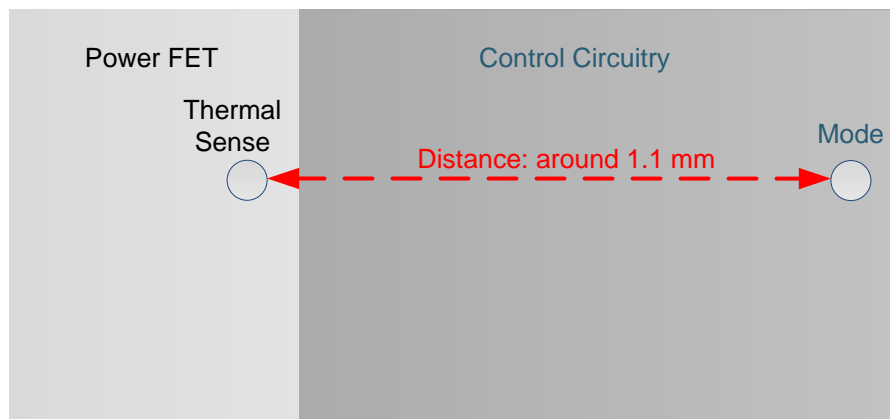 Power FET
Control Circuitry
Thermal
Sense
Mode
Distance: around 1.1 mm